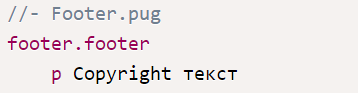 //- Footer.pug
footer.footer
    p Copyright текст